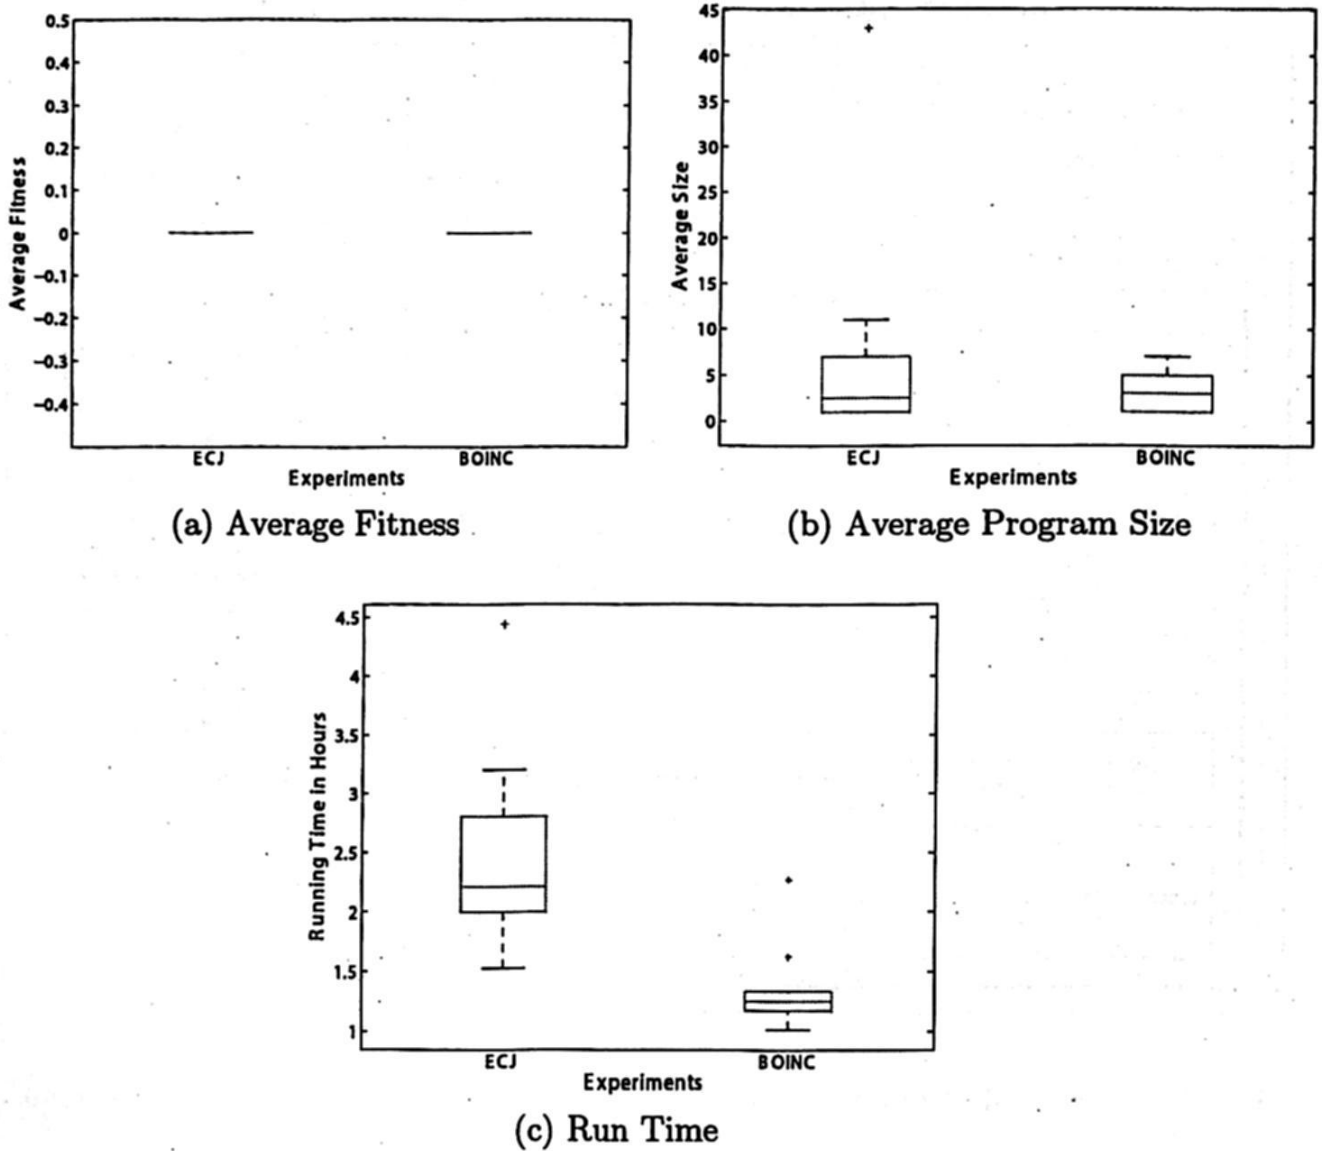 0.5
0.4
0.3
0.2
0.1
0
−0.1
−0.2
−0.3
−0.4
Average Fitness
ECJ BOINC
Experiments
(a) Average Fitness
45
40
35
30
25
20
15
10
5
0
Average Size
ECJ BOINC
Experiments
(b) Average Program Size
4.5
4
3.5
3
2.5
2
1.5
1
Running Time in Hours
ECJ BOINC
Experiments
(c) Run Time